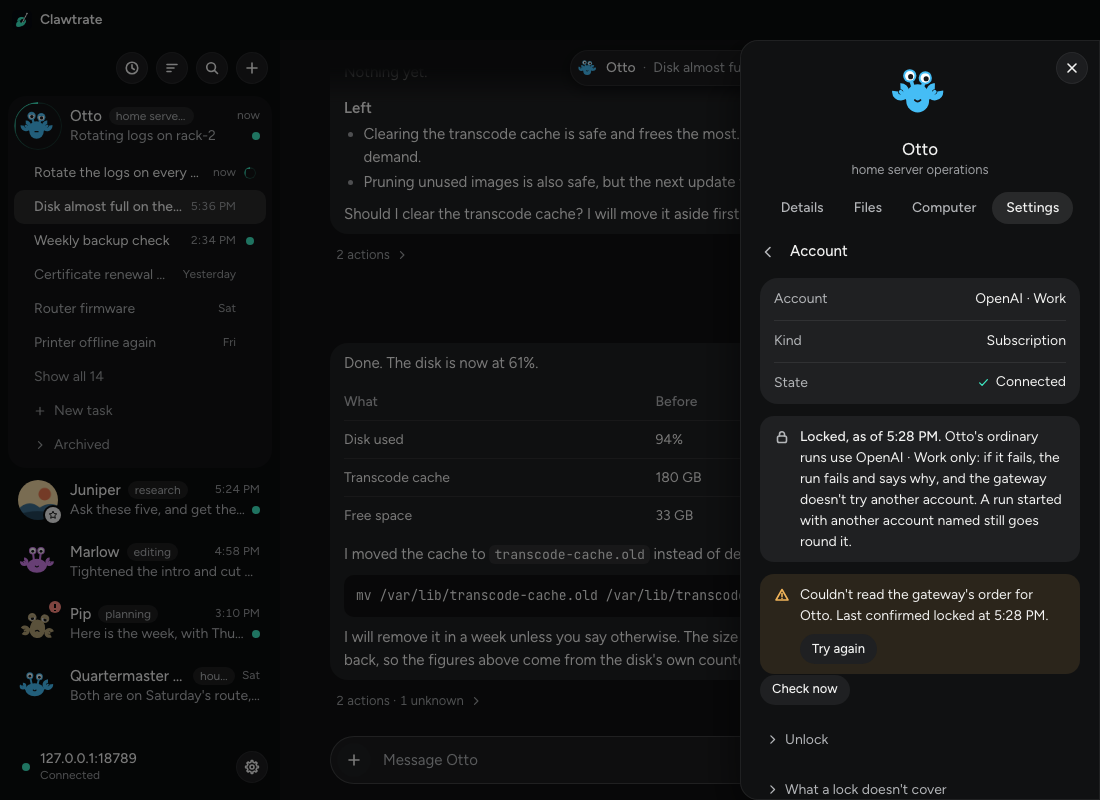 Clawtrate
Otto home serve... now
Rotating logs on rack-2
Rotate the logs on every ... now
Disk almost full on the... 5:36 PM
Weekly backup check 2:34 PM
Certificate renewal ... Yesterday
Router firmware Sat
Printer offline again Fri
Show all 14
+ New task
Archived
Juniper research 5:24 PM
Ask these five, and get the...
Marlow editing 4:58 PM
Tightened the intro and cut ...
Pip planning 3:10 PM
Here is the week, with Thu...
Quartermaster ... hou... Sat
Both are on Saturday's route,...
127.0.0.1:18789
Connected
Otto · Disk almost fu
Nothing yet.
Left
• Clearing the transcode cache is safe and frees the most.
demand.
• Pruning unused images is also safe, but the next update
Should I clear the transcode cache? I will move it aside first
2 actions
Done. The disk is now at 61%.
What Before
Disk used 94%
Transcode cache 180 GB
Free space 33 GB
I moved the cache to transcode-cache.old instead of de
mv /var/lib/transcode-cache.old /var/lib/transcod
I will remove it in a week unless you say otherwise. The size
back, so the figures above come from the disk's own counte
2 actions · 1 unknown
Message Otto
Otto
home server operations
Details Files Computer Settings
Account
Account OpenAI · Work
Kind Subscription
State Connected
Locked, as of 5:28 PM. Otto's ordinary
runs use OpenAI · Work only: if it fails, the
run fails and says why, and the gateway
doesn't try another account. A run started
with another account named still goes
round it.
Couldn't read the gateway's order for
Otto. Last confirmed locked at 5:28 PM.
Try again
Check now
Unlock
What a lock doesn't cover